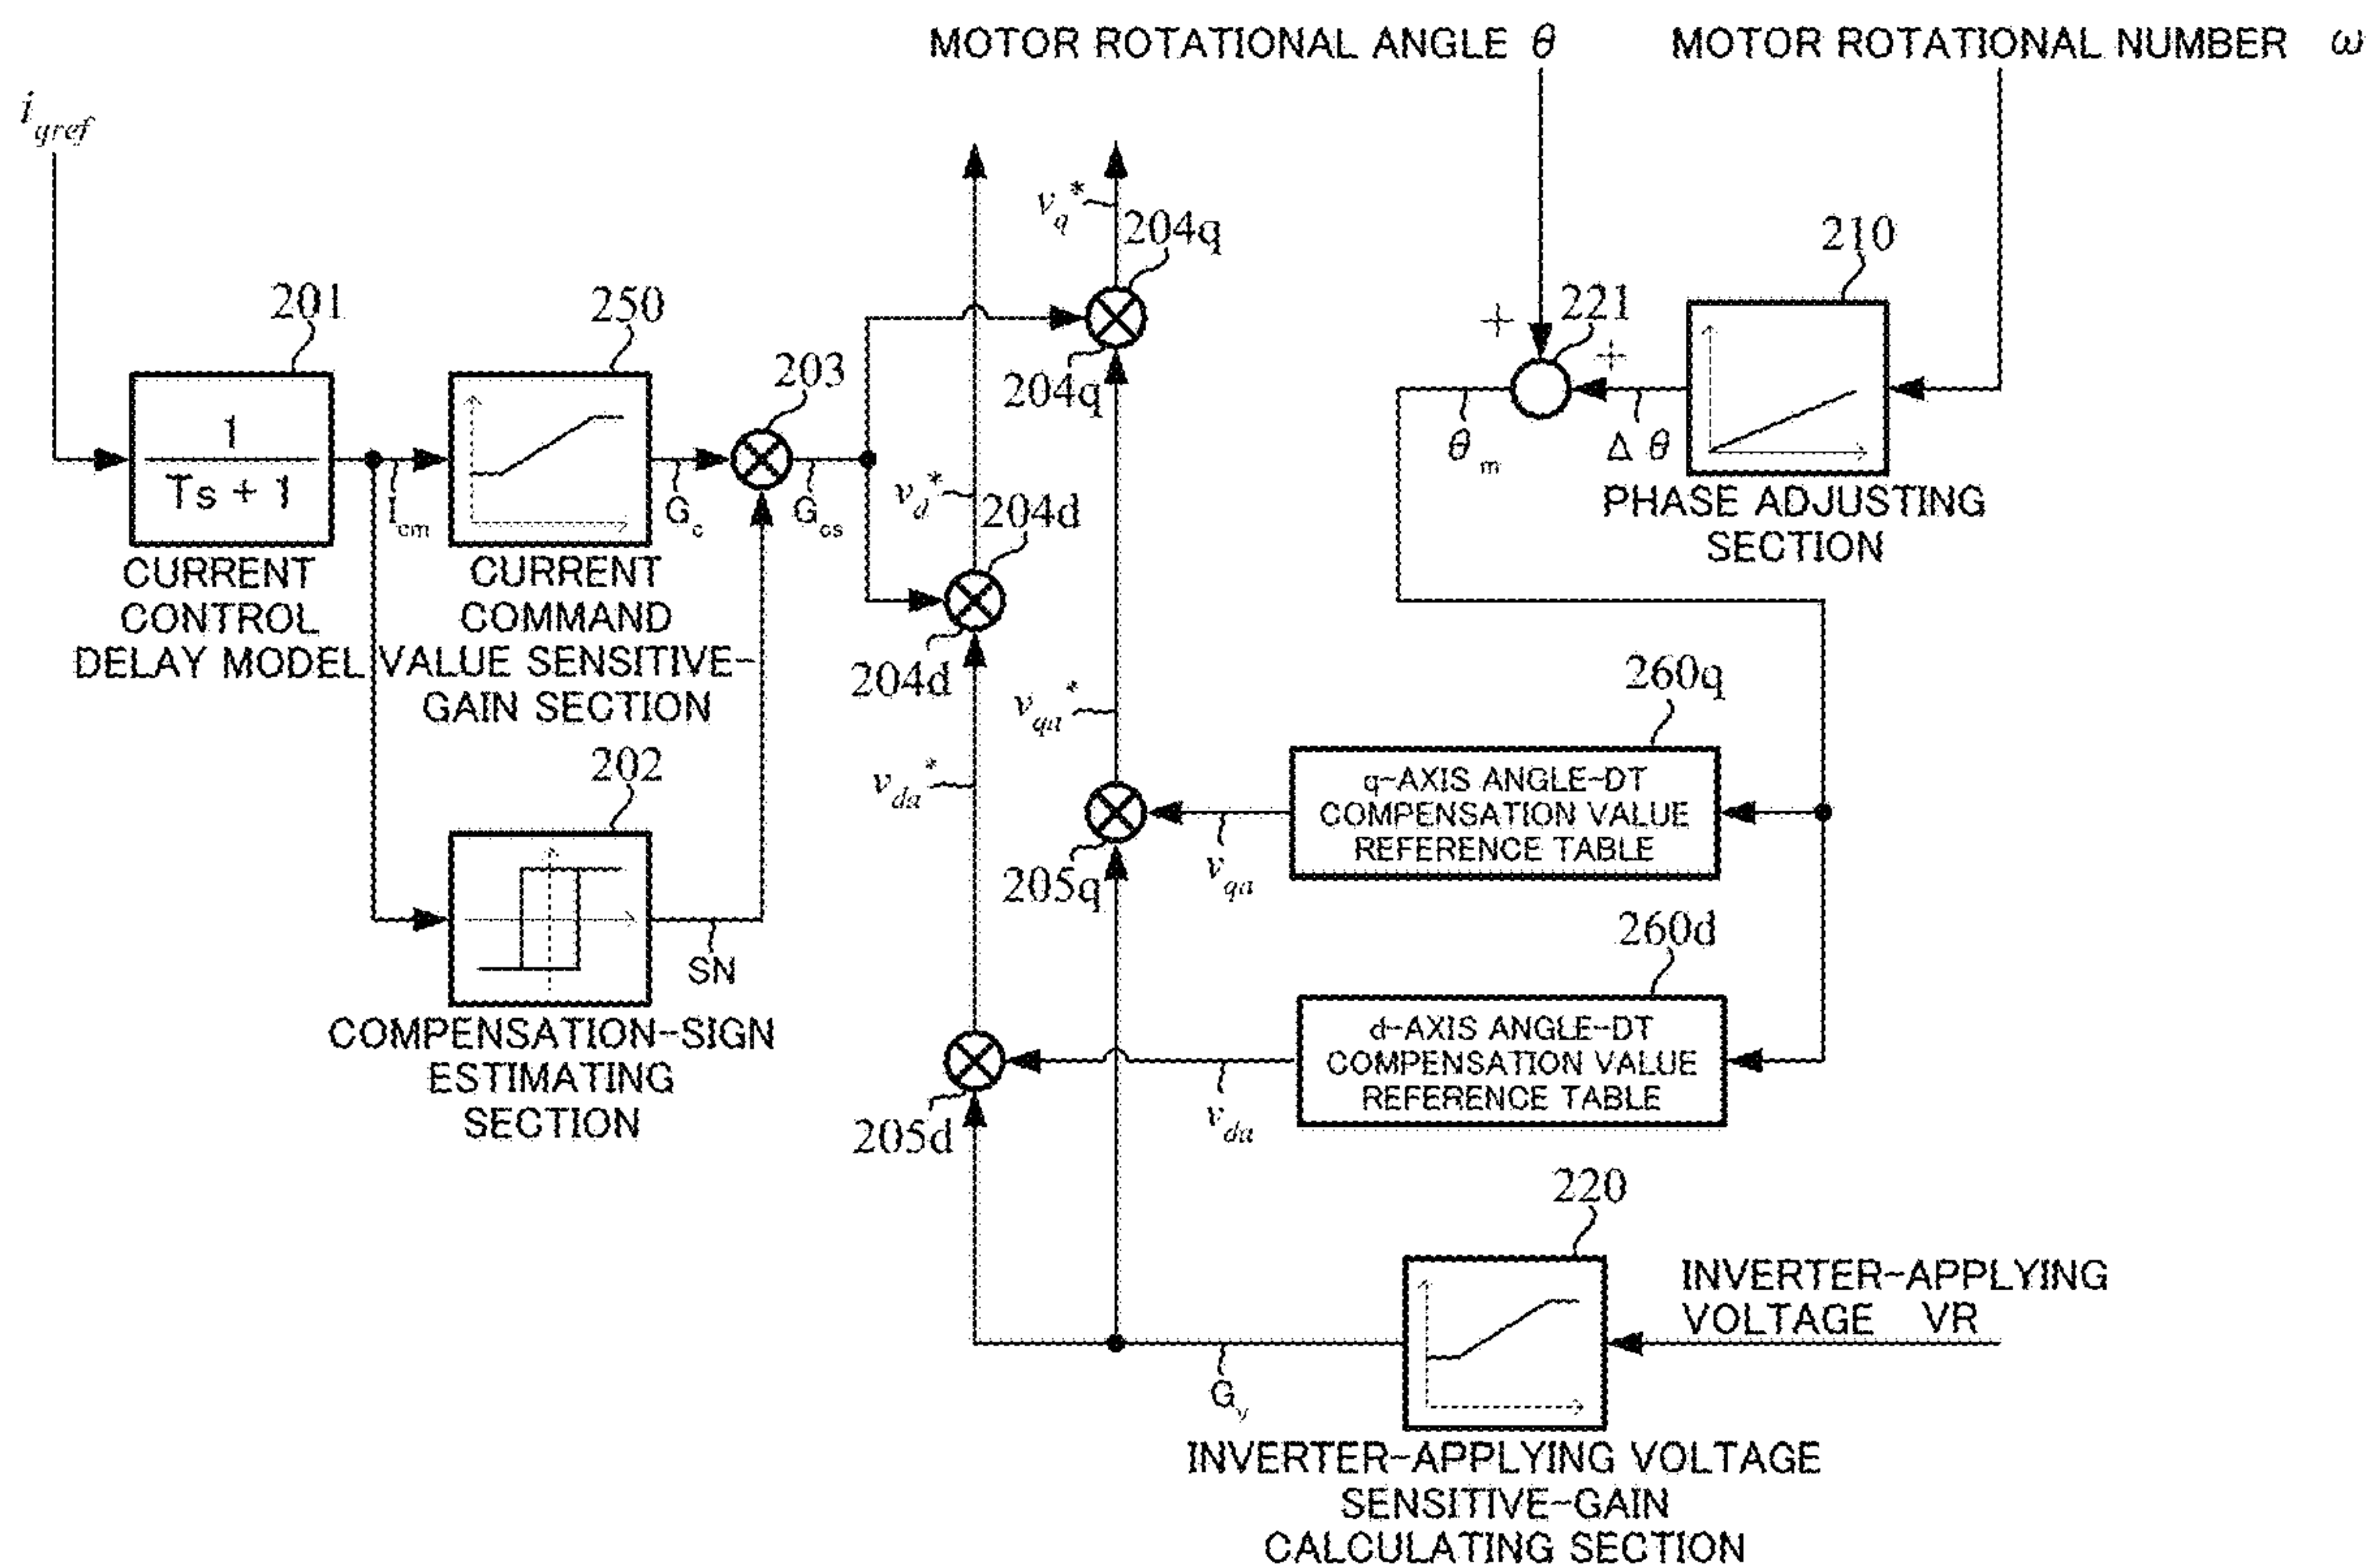 MOTOR ROTATIONAL ANGLE θ
MOTOR ROTATIONAL NUMBER ω
i_qref
v_q*
204q
210
201
250
221
203
+
+
204q
1
Ts + 1
I_cm
G_c
G_cs
v_d*
204d
θ_m
Δθ
PHASE ADJUSTING
SECTION
CURRENT
CONTROL
DELAY MODEL
CURRENT
COMMAND
VALUE SENSITIVE-
GAIN SECTION
204d
260q
v_qa*
202
v_da*
q-AXIS ANGLE-DT
COMPENSATION VALUE
REFERENCE TABLE
205q
v_qa
SN
260d
COMPENSATION-SIGN
ESTIMATING
SECTION
d-AXIS ANGLE-DT
COMPENSATION VALUE
REFERENCE TABLE
205d
v_da
220
INVERTER-APPLYING
VOLTAGE VR
G_v
INVERTER-APPLYING VOLTAGE
SENSITIVE-GAIN
CALCULATING SECTION